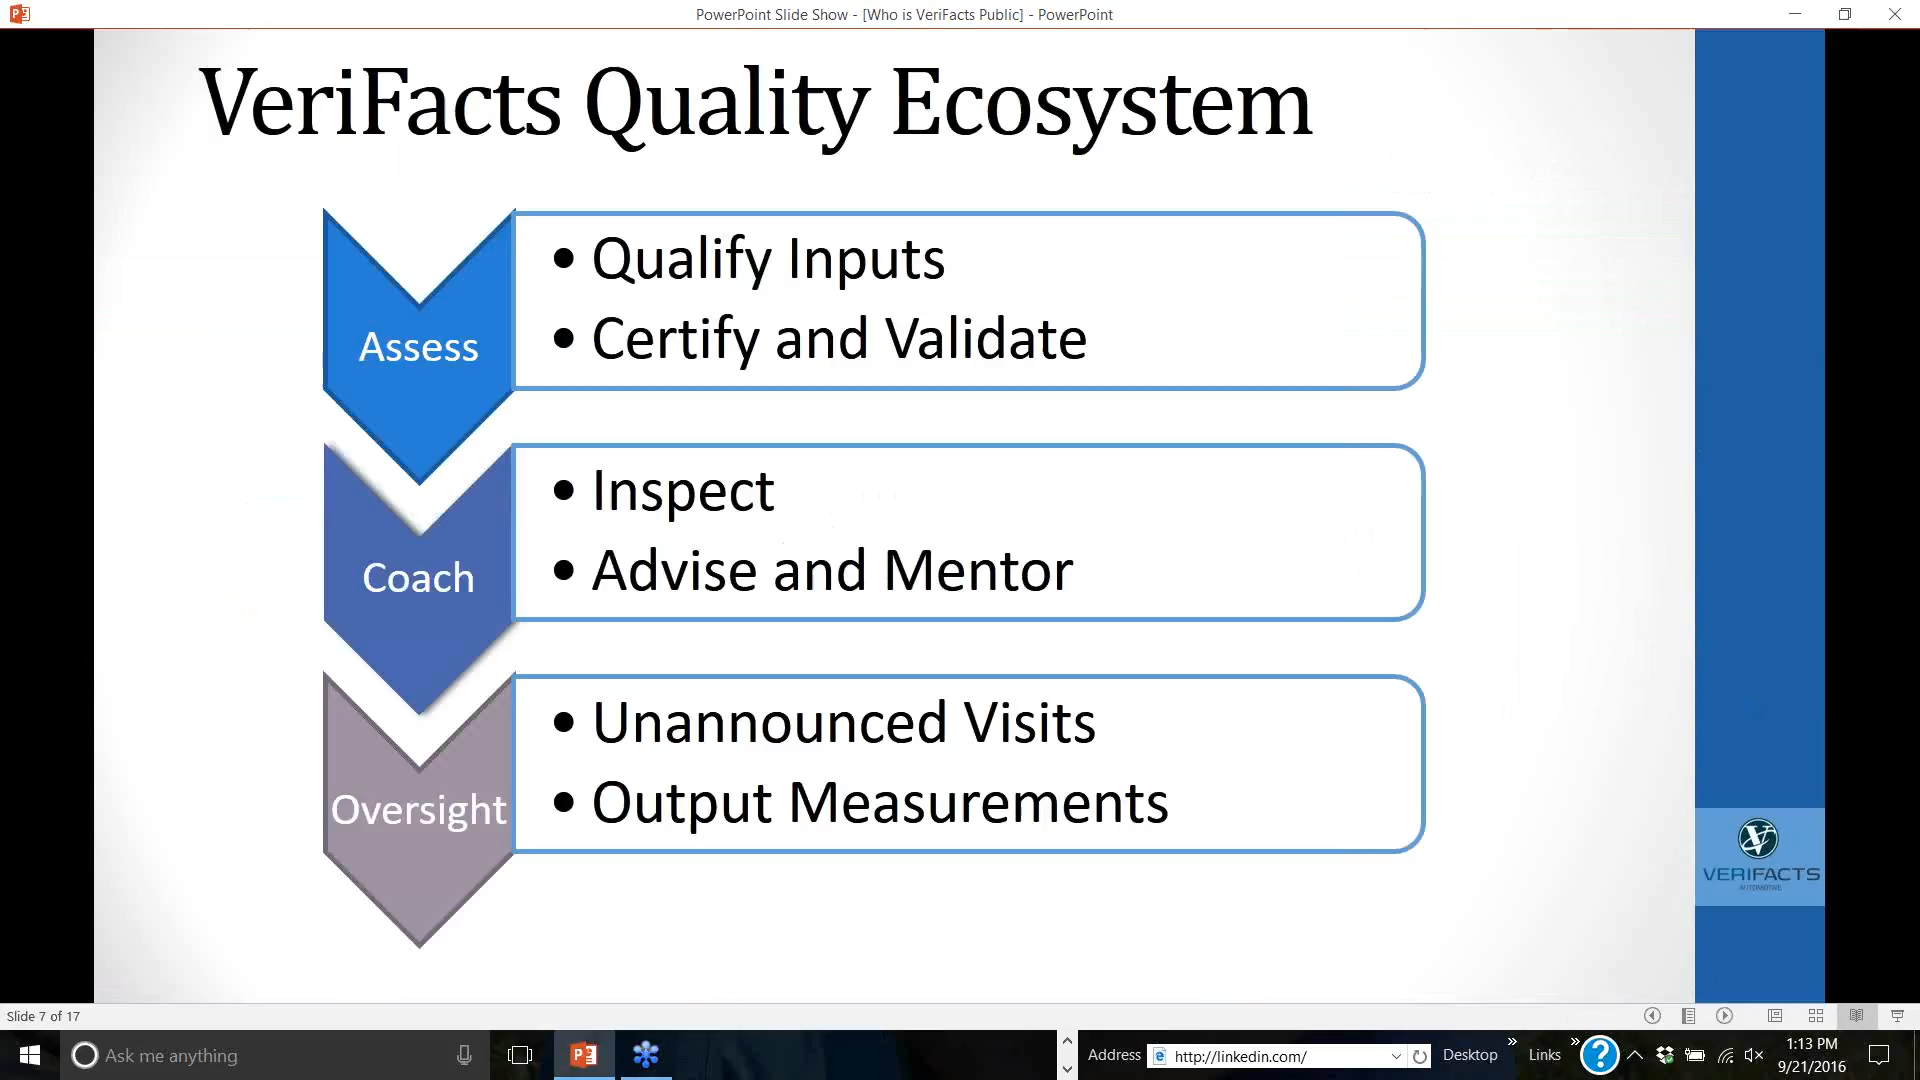 PowerPoint Slide Show - [Who is VeriFacts Public] - PowerPoint
VeriFacts Quality Ecosystem
Assess
• Qualify Inputs
• Certify and Validate
Coach
• Inspect
• Advise and Mentor
Oversight
• Unannounced Visits
• Output Measurements
VERIFACTS
AUTOMOTIVE
Slide 7 of 17
Ask me anything
Address
http://linkedin.com/
Desktop
Links
1:13 PM
9/21/2016